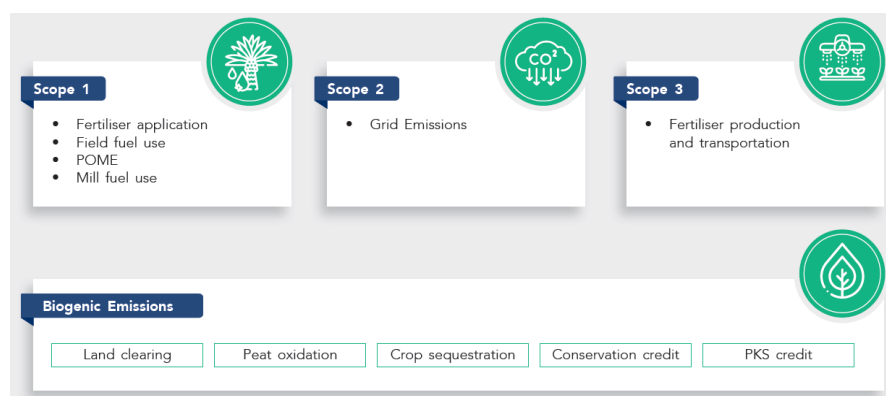 Scope 1
• Fertiliser application
• Field fuel use
• POME
• Mill fuel use
CO²
Scope 2
• Grid Emissions
Scope 3
• Fertiliser production
and transportation
Biogenic Emissions
Land clearing
Peat oxidation
Crop sequestration
Conservation credit
PKS credit